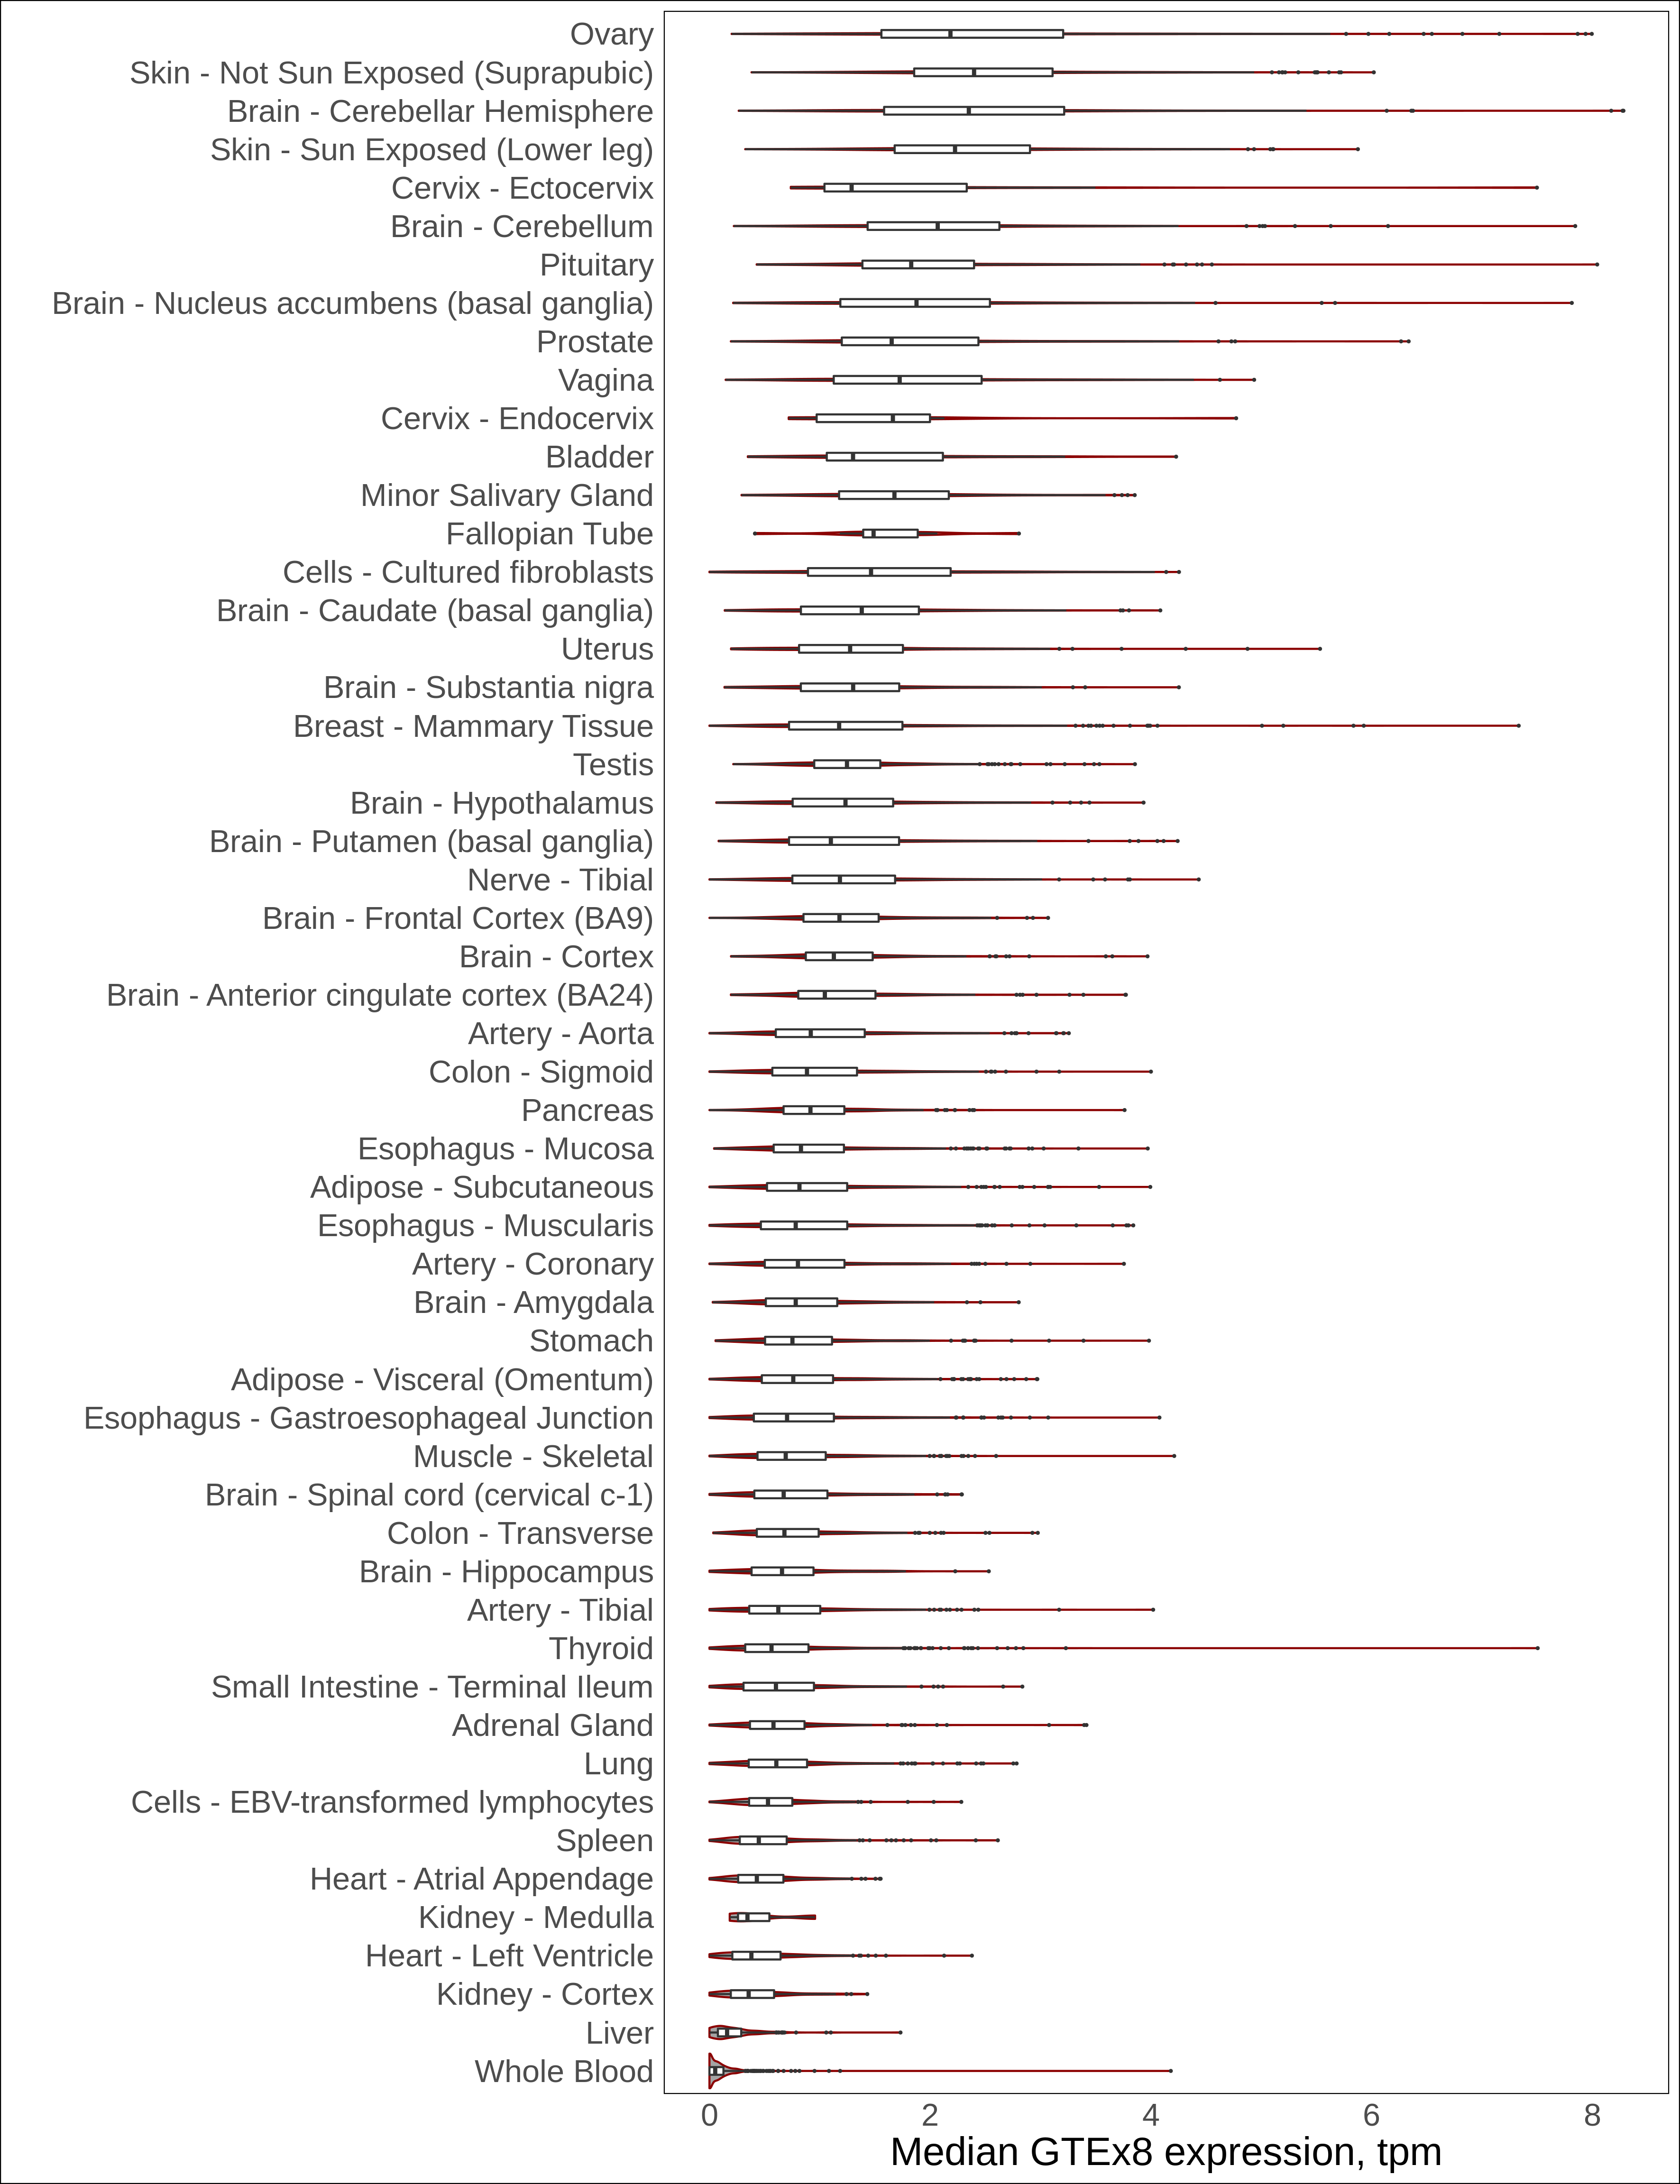 Ovary
Skin - Not Sun Exposed (Suprapubic)
Brain - Cerebellar Hemisphere
Skin - Sun Exposed (Lower leg)
Cervix - Ectocervix
Brain - Cerebellum
Pituitary
Brain - Nucleus accumbens (basal ganglia)
Prostate
Vagina
Cervix - Endocervix
Bladder
Minor Salivary Gland
Fallopian Tube
Cells - Cultured fibroblasts
Brain - Caudate (basal ganglia)
Uterus
Brain - Substantia nigra
Breast - Mammary Tissue
Testis
Brain - Hypothalamus
Brain - Putamen (basal ganglia)
Nerve - Tibial
Brain - Frontal Cortex (BA9)
Brain - Cortex
Brain - Anterior cingulate cortex (BA24)
Artery - Aorta
Colon - Sigmoid
Pancreas
Esophagus - Mucosa
Adipose - Subcutaneous
Esophagus - Muscularis
Artery - Coronary
Brain - Amygdala
Stomach
Adipose - Visceral (Omentum)
Esophagus - Gastroesophageal Junction
Muscle - Skeletal
Brain - Spinal cord (cervical c-1)
Colon - Transverse
Brain - Hippocampus
Artery - Tibial
Thyroid
Small Intestine - Terminal Ileum
Adrenal Gland
Lung
Cells - EBV-transformed lymphocytes
Spleen
Heart - Atrial Appendage
Kidney - Medulla
Heart - Left Ventricle
Kidney - Cortex
Liver
Whole Blood
0 2 4 6 8
Median GTEx8 expression, tpm